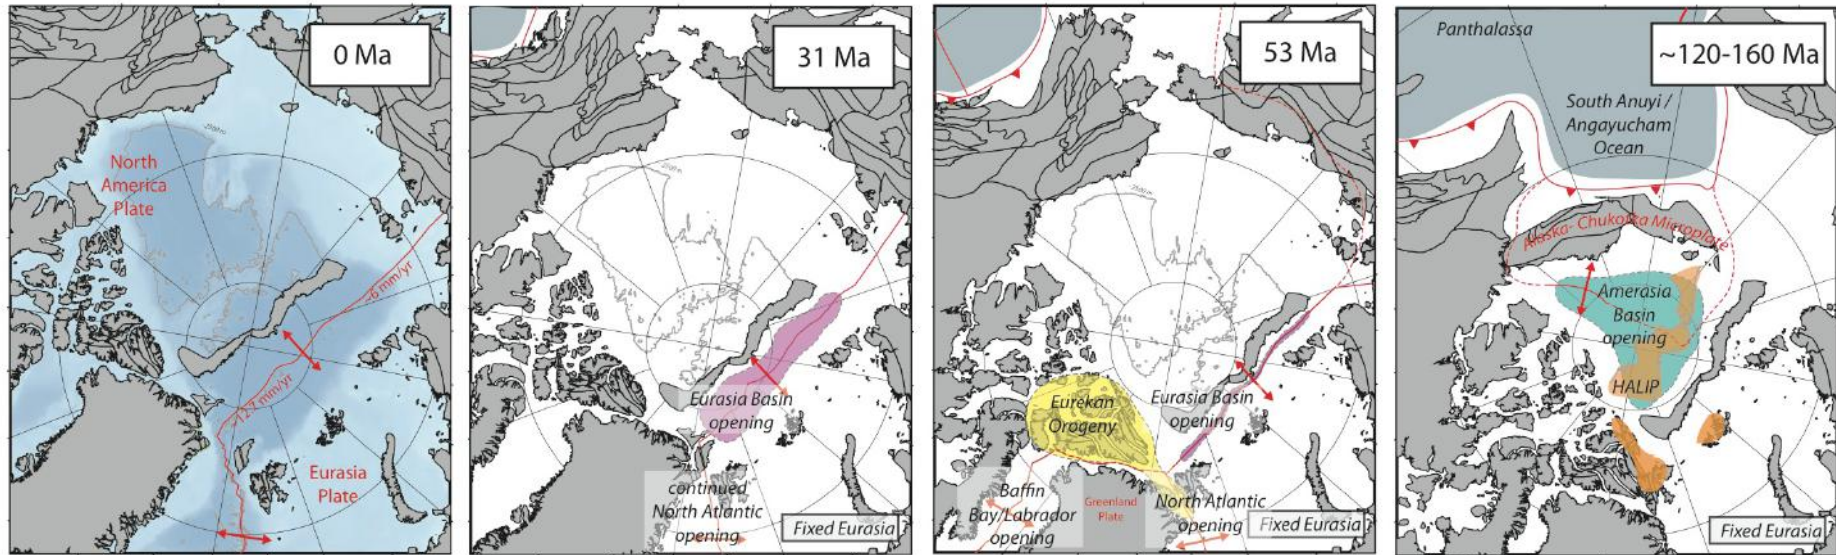 0 Ma
North
America
Plate
~6 mm/yr
~12.7 mm/yr
Eurasia
Plate
31 Ma
Eurasia Basin
opening
continued
North Atlantic
opening
Fixed Eurasia
53 Ma
Eurekan
Orogeny
Eurasia Basin
opening
Baffin
Bay/Labrador
opening
Greenland
Plate
North Atlantic
opening
Fixed Eurasia
~120-160 Ma
Panthalassa
South Anuyi /
Angayucham
Ocean
Alaska- Chukotka Microplate
Amerasia
Basin
opening
HALIP
Fixed Eurasia